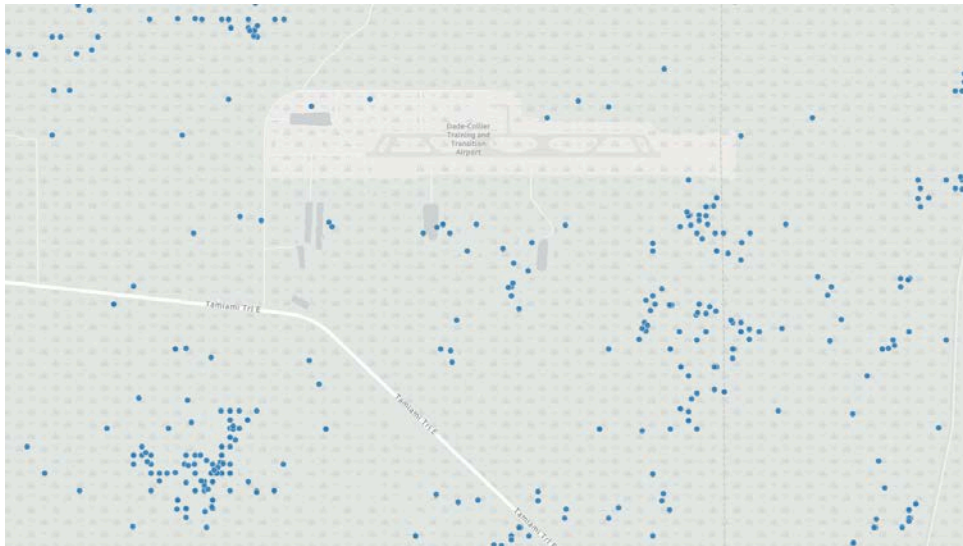 Dade-Collier
Training and
Transition
Airport
Tamiami Trl E
Tamiami Trl E
Tamiami Trl E